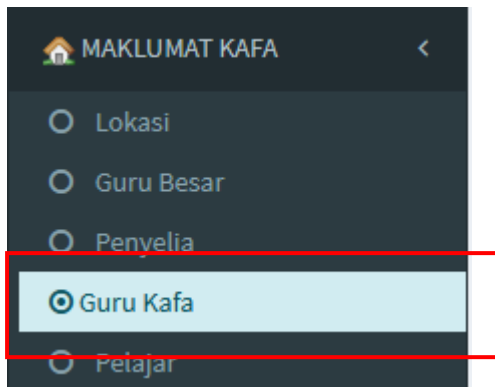 MAKLUMAT KAFA
Lokasi
Guru Besar
Penyelia
Guru Kafa
Pelajar